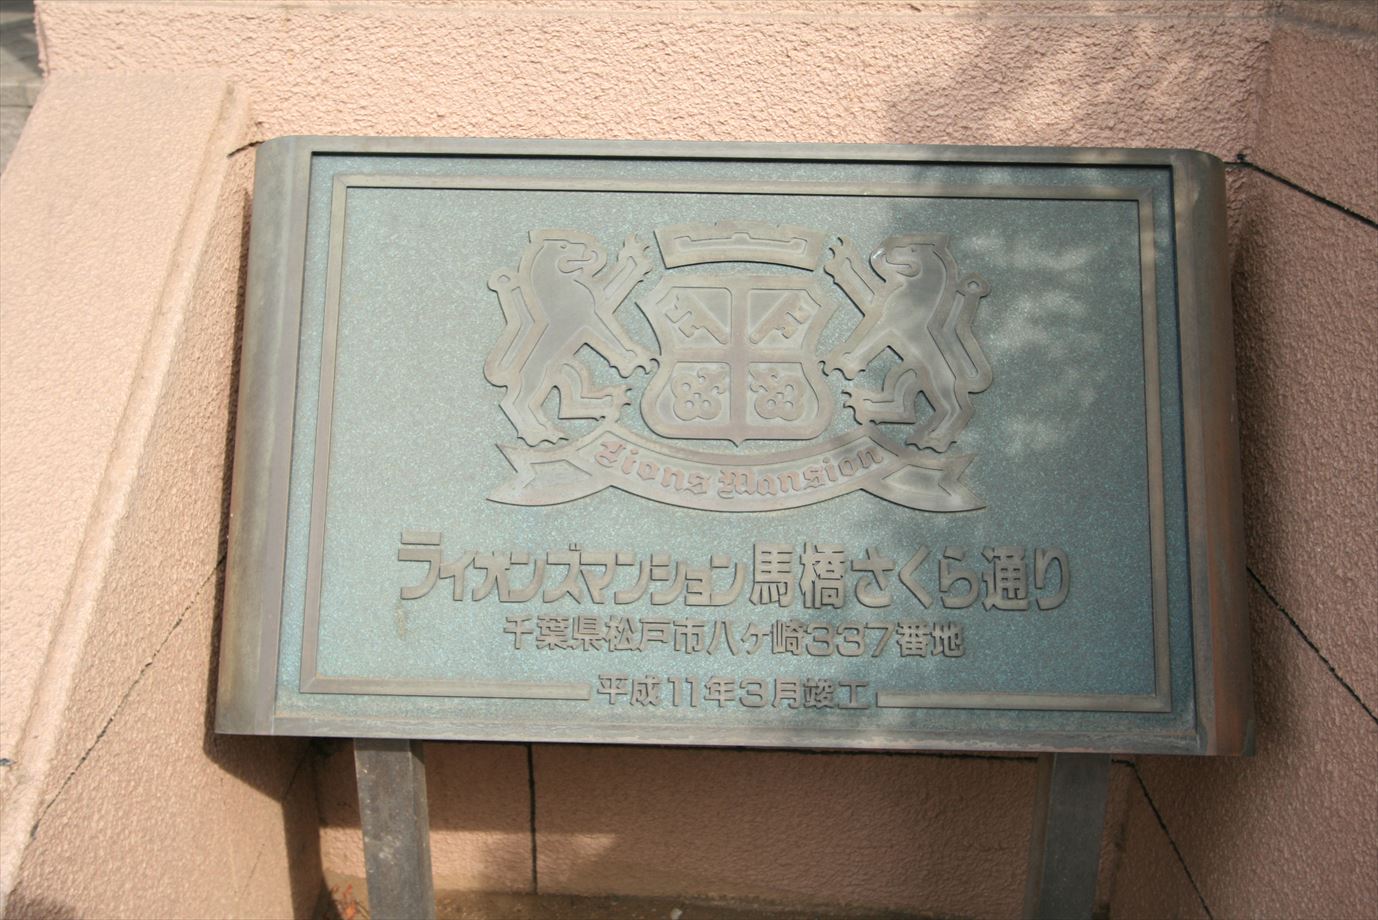 Lions Mansion
ライオンズマンション馬橋さくら通り
千葉県松戸市八ヶ崎337番地
平成11年3月竣工